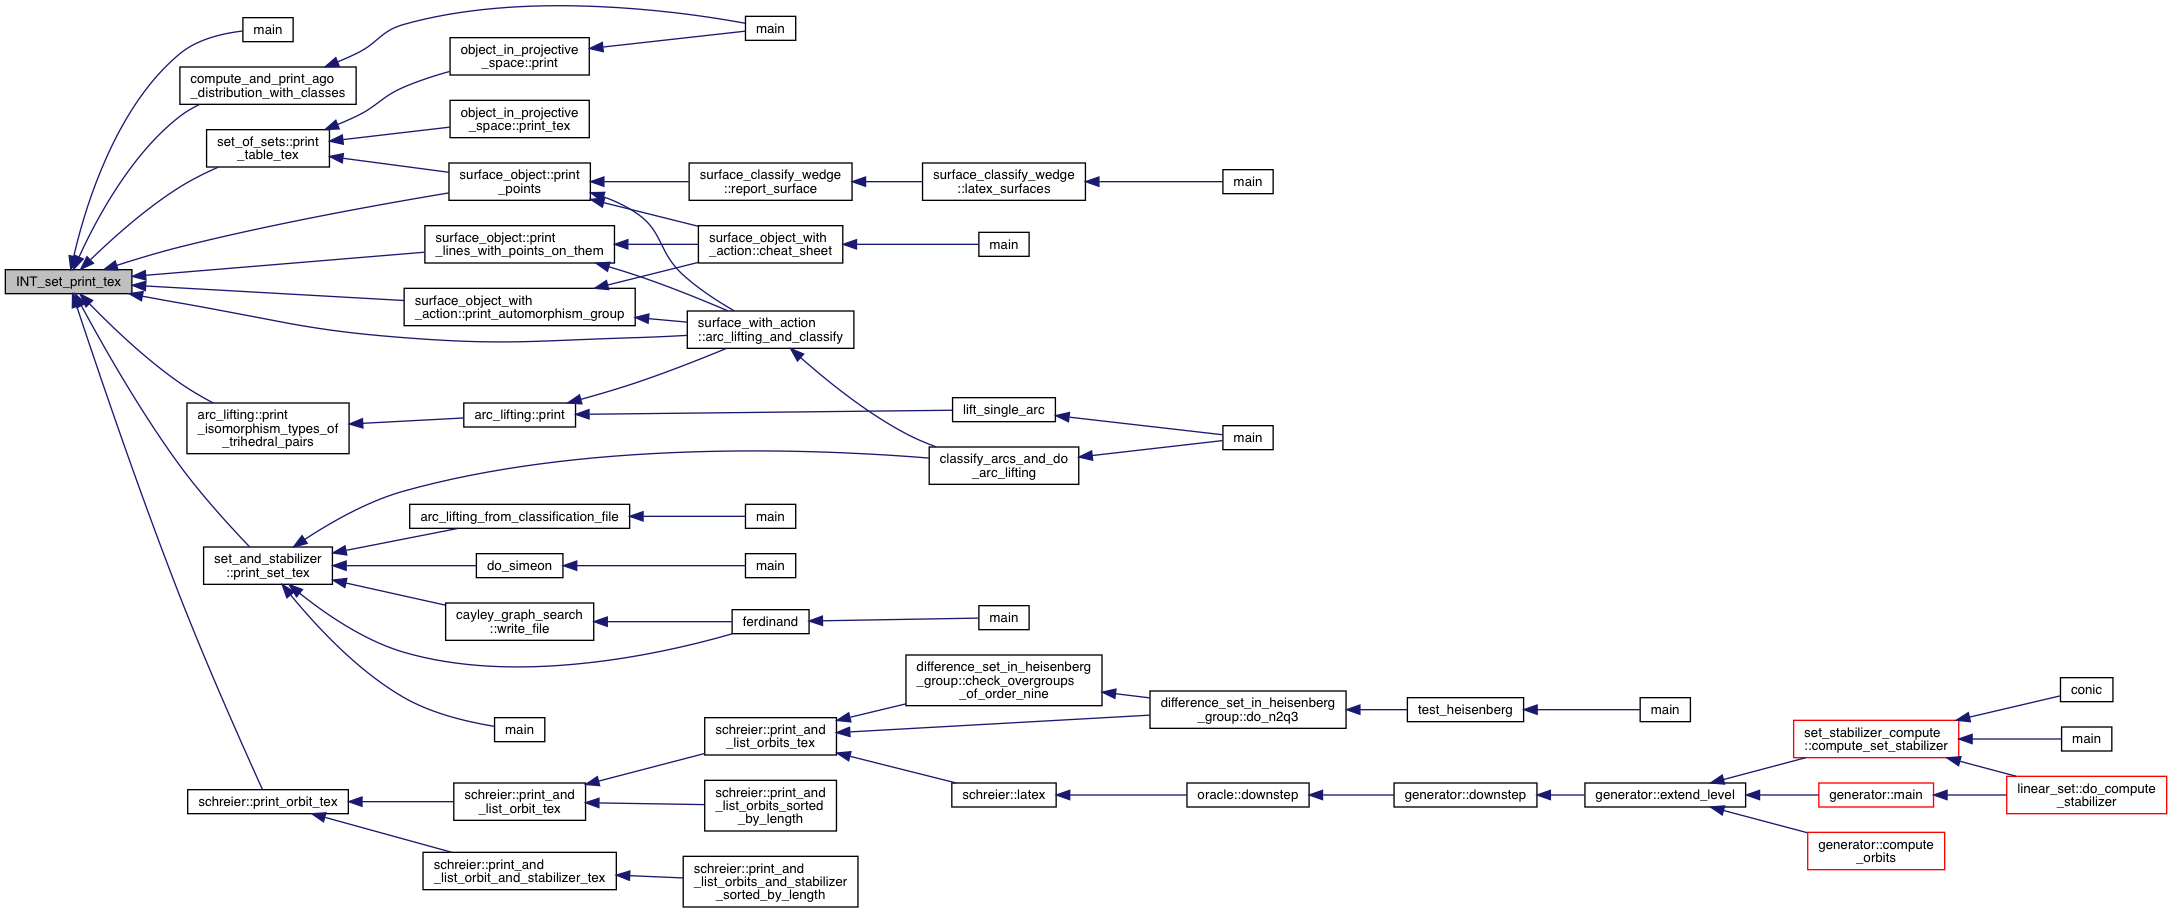 INT_set_print_tex
main
compute_and_print_ago
_distribution_with_classes
set_of_sets::print
_table_tex
main
object_in_projective
_space::print
object_in_projective
_space::print_tex
surface_object::print
_points
surface_classify_wedge
::report_surface
surface_classify_wedge
::latex_surfaces
main
surface_object::print
_lines_with_points_on_them
surface_object_with
_action::cheat_sheet
main
surface_object_with
_action::print_automorphism_group
surface_with_action
::arc_lifting_and_classify
arc_lifting::print
_isomorphism_types_of
_trihedral_pairs
arc_lifting::print
lift_single_arc
main
classify_arcs_and_do
_arc_lifting
arc_lifting_from_classification_file
main
set_and_stabilizer
::print_set_tex
do_simeon
main
cayley_graph_search
::write_file
ferdinand
main
main
difference_set_in_heisenberg
_group::check_overgroups
_of_order_nine
difference_set_in_heisenberg
_group::do_n2q3
test_heisenberg
main
schreier::print_and
_list_orbits_tex
conic
set_stabilizer_compute
::compute_set_stabilizer
main
schreier::print_orbit_tex
schreier::print_and
_list_orbit_tex
schreier::print_and
_list_orbits_sorted
_by_length
schreier::latex
oracle::downstep
generator::downstep
generator::extend_level
generator::main
linear_set::do_compute
_stabilizer
generator::compute
_orbits
schreier::print_and
_list_orbit_and_stabilizer_tex
schreier::print_and
_list_orbits_and_stabilizer
_sorted_by_length